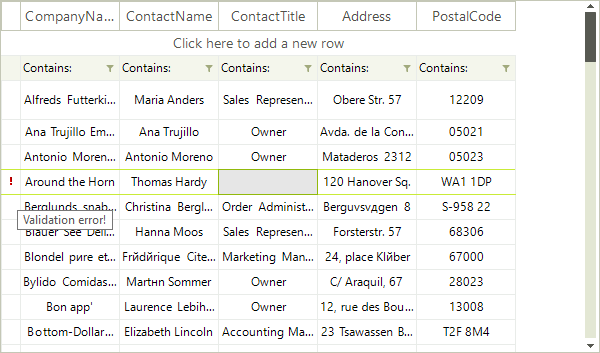 CompanyNa... ContactName ContactTitle Address PostalCode
Click here to add a new row
Contains: Contains: Contains: Contains: Contains:
Alfreds Futterki... Maria Anders Sales Represen... Obere Str. 57 12209
Ana Trujillo Em... Ana Trujillo Owner Avda. de la Con... 05021
Antonio Moren... Antonio Moreno Owner Mataderos 2312 05023
! Around the Horn Thomas Hardy 120 Hanover Sq. WA1 1DP
Berglunds snab... Christina Bergl... Order Administ... Berguvsvдgen 8 S-958 22
Validation error!
Blauer See Deli... Hanna Moos Sales Represen... Forsterstr. 57 68306
Blondel pиre et... Frйdйrique Cite... Marketing Man... 24, place Klйber 67000
Bylido Comidas... Martнn Sommer Owner C/ Araquil, 67 28023
Bon app' Laurence Lebih... Owner 12, rue des Bou... 13008
Bottom-Dollar... Elizabeth Lincoln Accounting Ma... 23 Tsawassen B... T2F 8M4